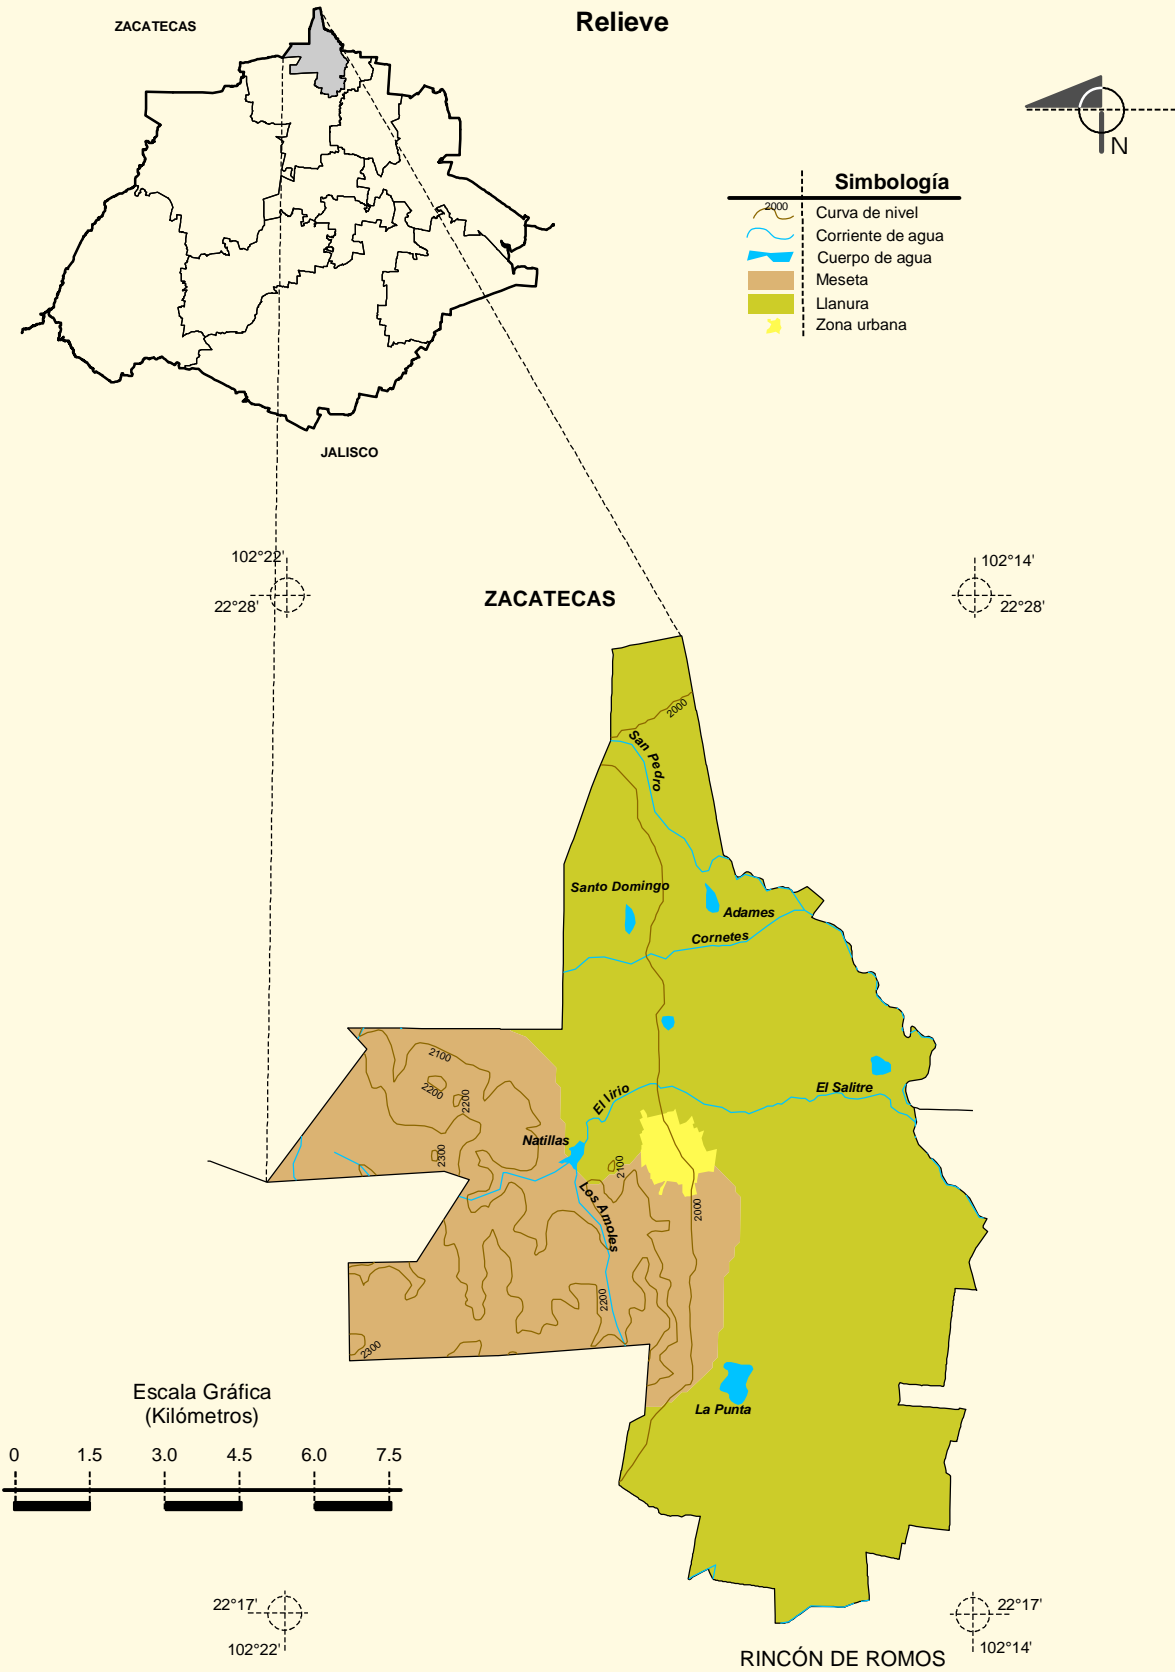 Relieve
ZACATECAS
N
Simbología
2000
Curva de nivel
Corriente de agua
Cuerpo de agua
Meseta
Llanura
Zona urbana
JALISCO
102°22'
22°28'
102°14'
22°28'
ZACATECAS
2000
San Pedro
Santo Domingo
Adames
Cornetes
2100
2200
2200
2300
El lirio
El Salitre
Natillas
2100
Los Amoles
2000
2200
2300
La Punta
Escala Gráfica
(Kilómetros)
0 1.5 3.0 4.5 6.0 7.5
22°17'
102°22'
22°17'
102°14'
RINCÓN DE ROMOS